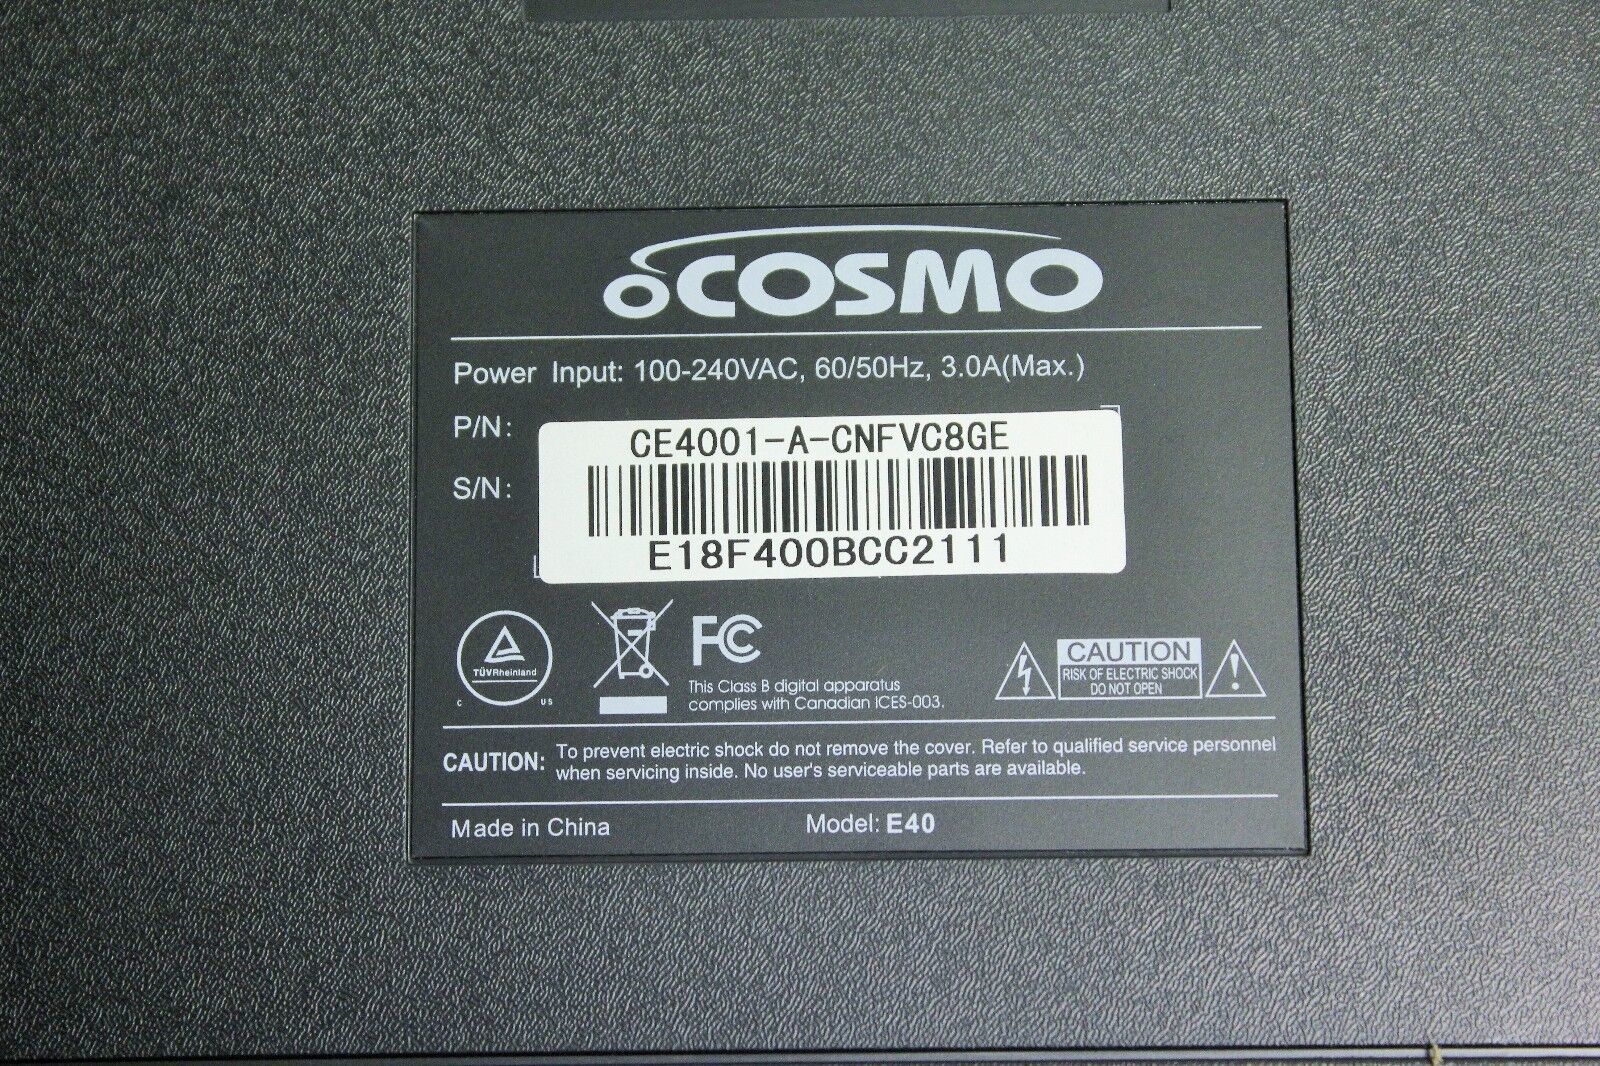 oCOSMO
Power Input: 100-240VAC, 60/50Hz, 3.0A(Max.)
P/N:
CE4001-A-CNFVC8GE
S/N:
E18F400BCC2111
TÜVRheinland
C US
FC
This Class B digital apparatus
complies with Canadian ICES-003.
CAUTION
RISK OF ELECTRIC SHOCK
DO NOT OPEN
CAUTION: To prevent electric shock do not remove the cover. Refer to qualified service personnel
when servicing inside. No user's serviceable parts are available.
Made in China Model: E40